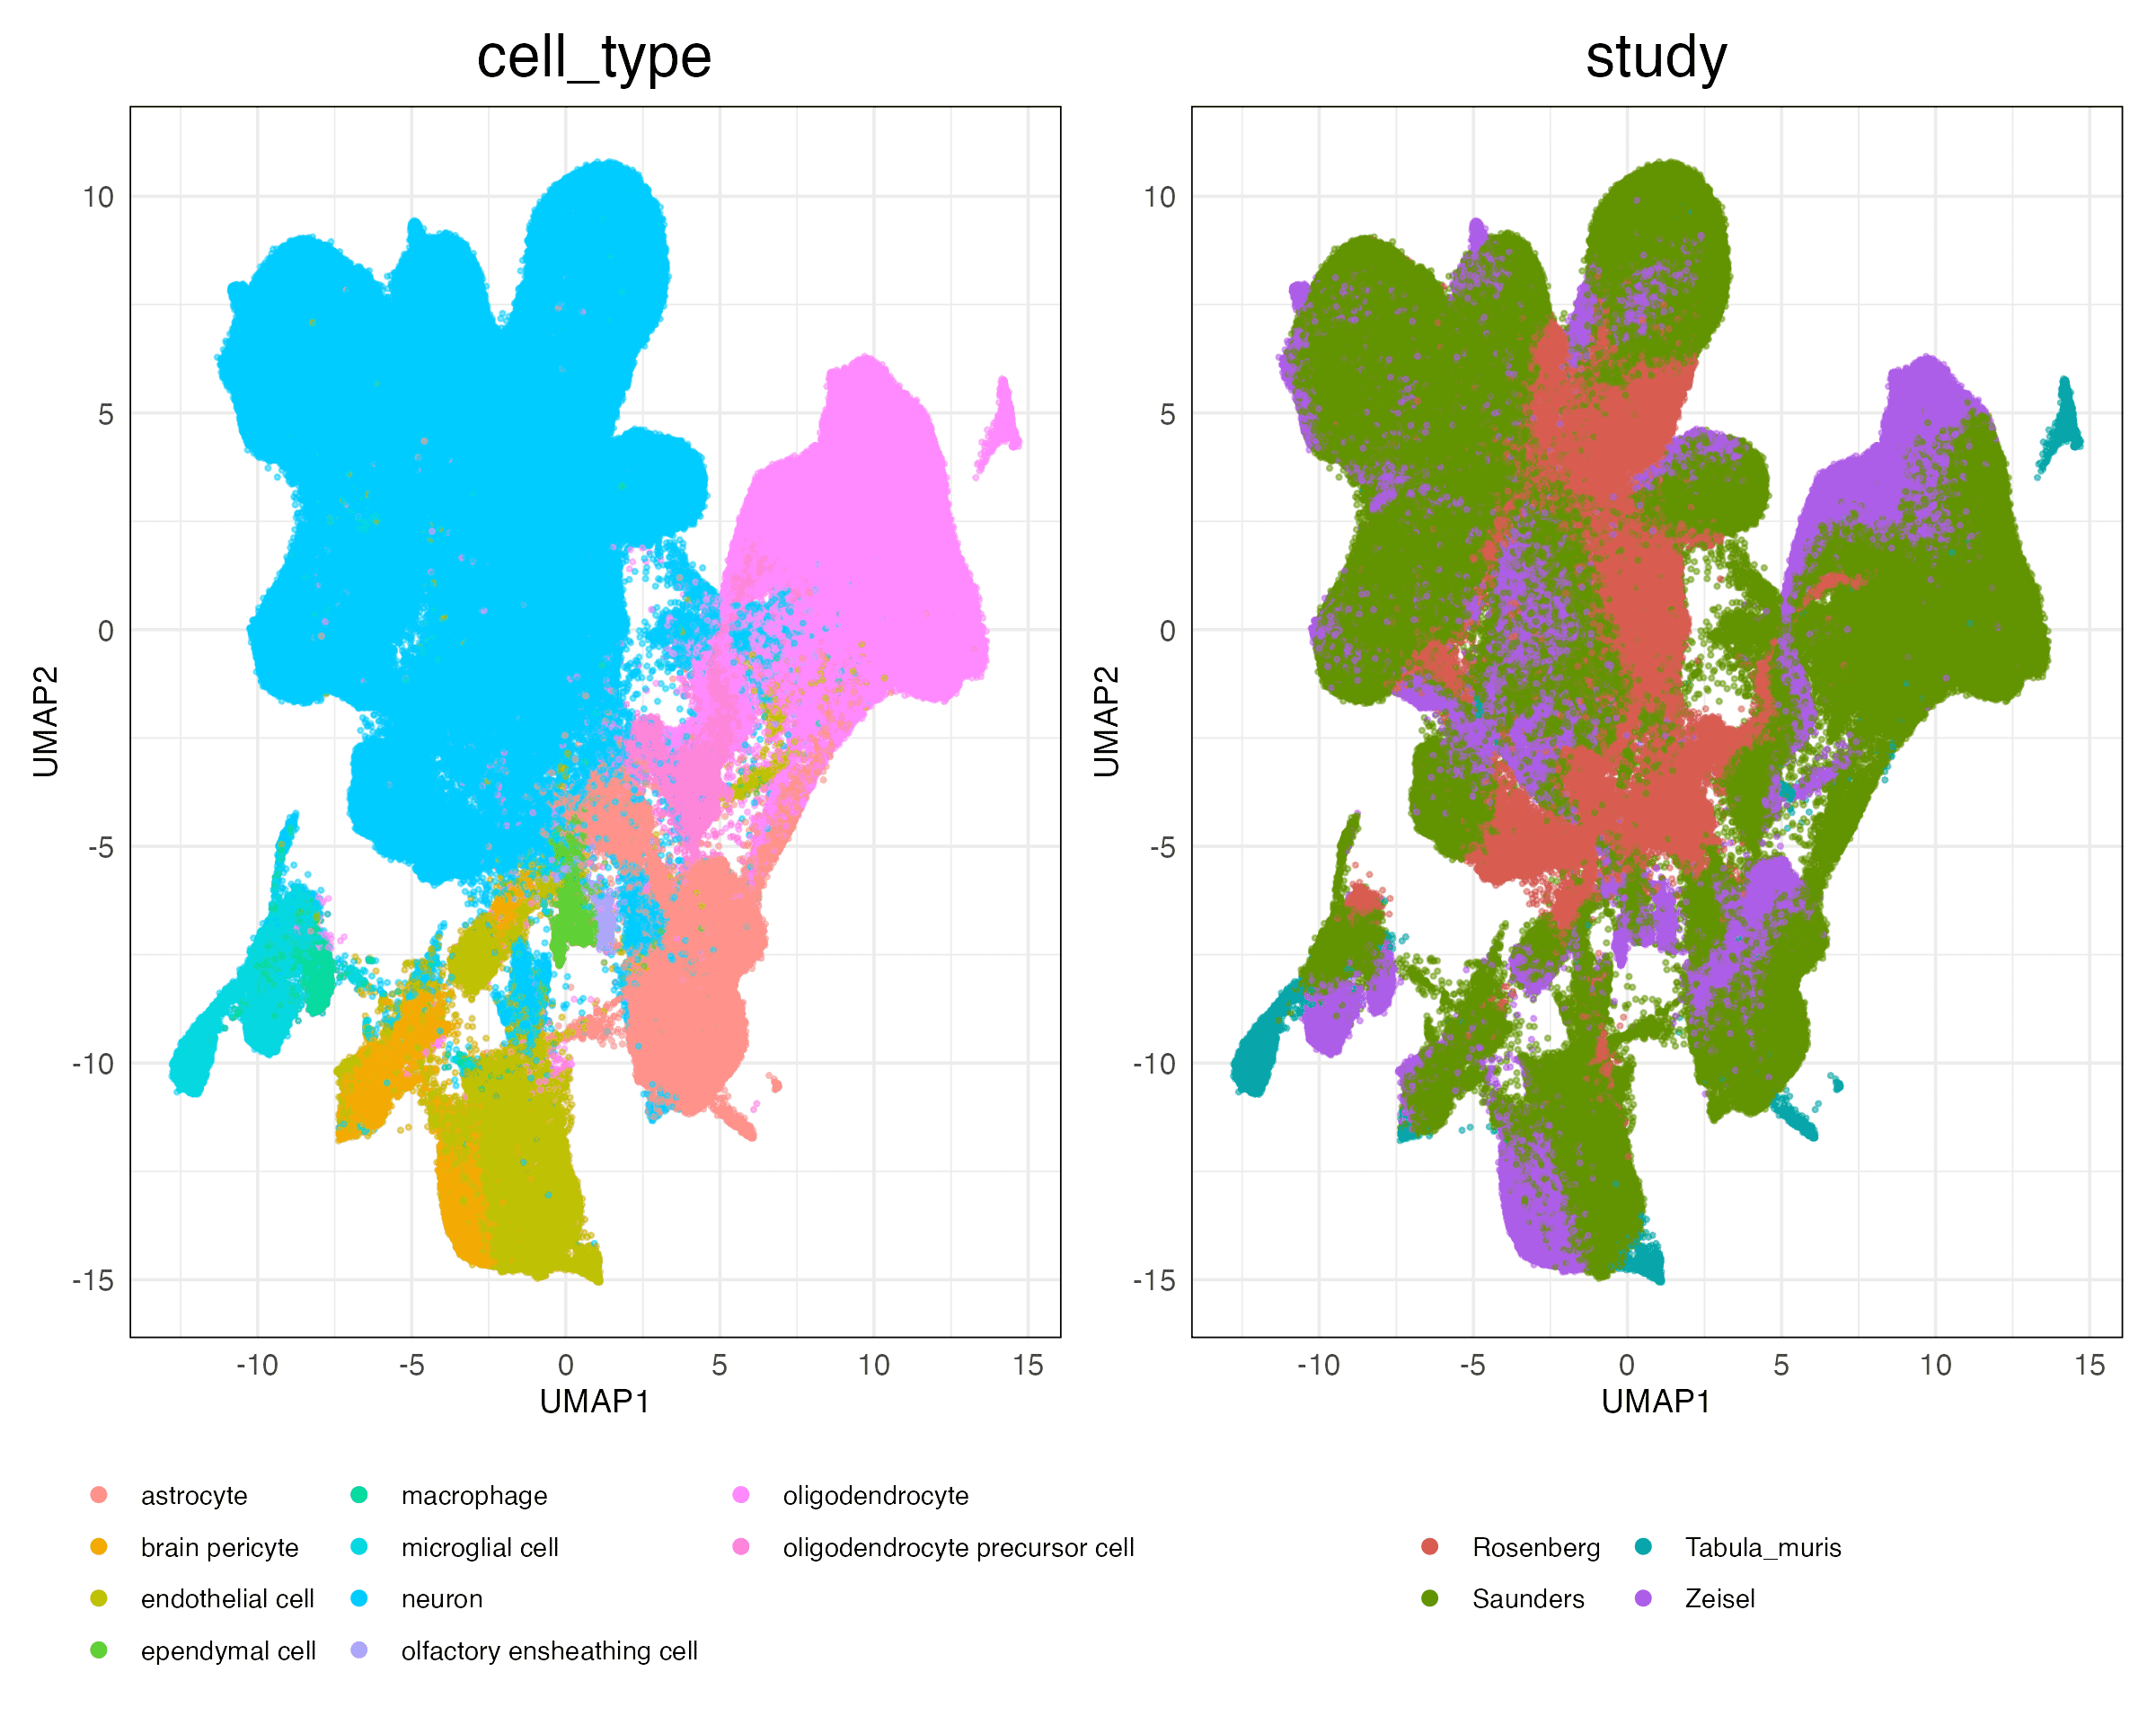 cell_type
10
5
0
-5
-10
-15
UMAP2
-10 -5 0 5 10 15
UMAP1
study
10
5
0
-5
-10
-15
UMAP2
-10 -5 0 5 10 15
UMAP1
astrocyte
brain pericyte
endothelial cell
ependymal cell
macrophage
microglial cell
neuron
olfactory ensheathing cell
oligodendrocyte
oligodendrocyte precursor cell
Rosenberg
Saunders
Tabula_muris
Zeisel